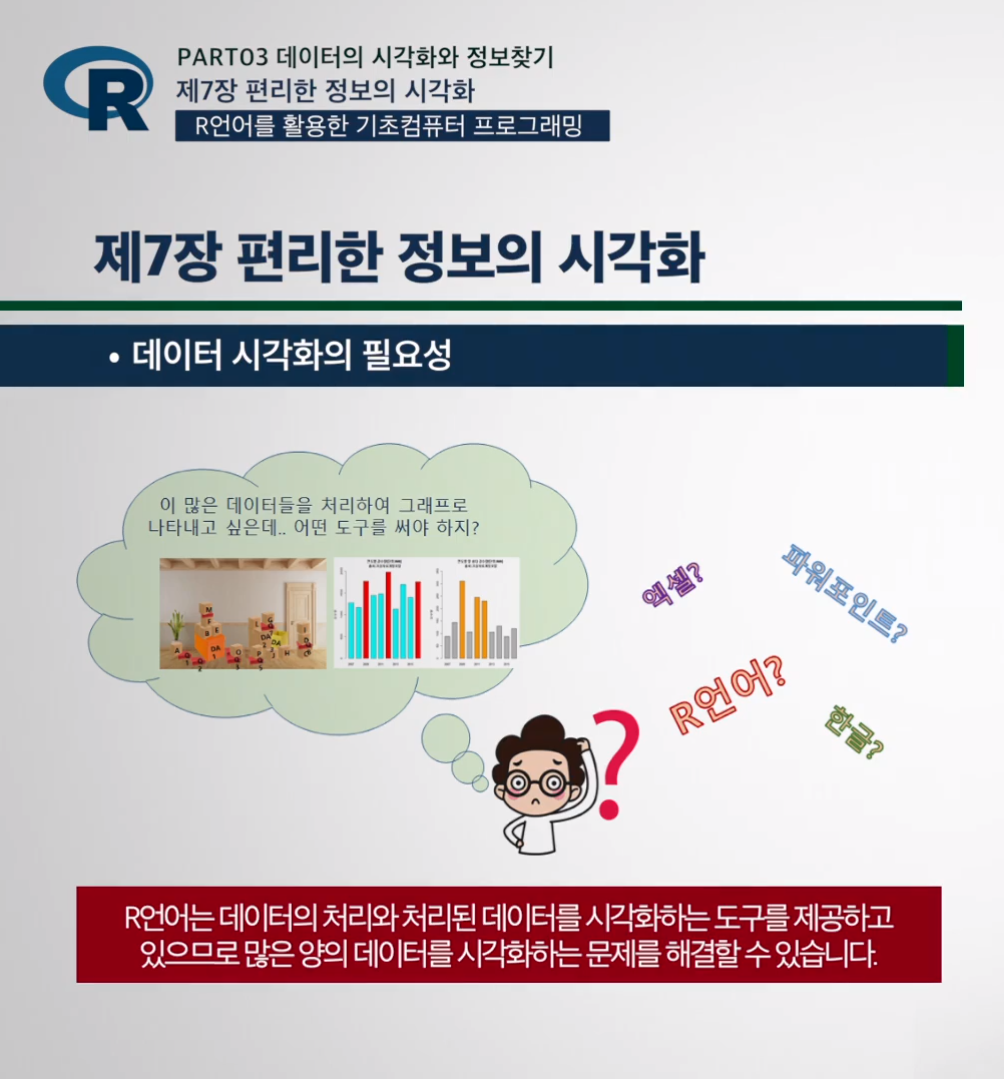 R
PART03 데이터의 시각화와 정보찾기
제7장 편리한 정보의 시각화
R언어를 활용한 기초컴퓨터 프로그래밍
제7장 편리한 정보의 시각화
• 데이터 시각화의 필요성
이 많은 데이터들을 처리하여 그래프로
나타내고 싶은데.. 어떤 도구를 써야 하지?
엑셀?
파워포인트?
R언어?
한글?
?
R언어는 데이터의 처리와 처리된 데이터를 시각화하는 도구를 제공하고
있으므로 많은 양의 데이터를 시각화하는 문제를 해결할 수 있습니다.